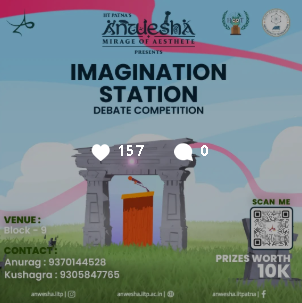 IIT PATNA'S
ANWESHA
MIRAGE OF AESTHETE
PRESENTS
IMAGINATION
STATION
DEBATE COMPETITION
157 0
SCAN ME
VENUE :
Block - 9
CONTACT :
Anurag : 9370144528
Kushagra : 9305847765
PRIZES WORTH
10K
anwesha.iitp | anwesha.iitp.ac.in | anwesha.iitpatna |